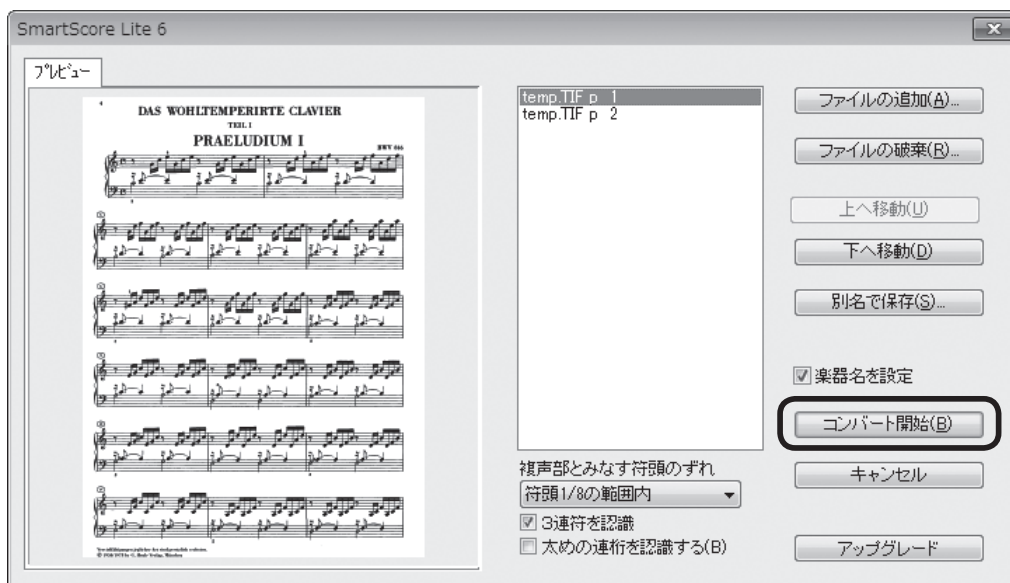 SmartScore Lite 6
プレビュー
4
DAS WOHLTEMPERIRTE CLAVIER
TEIL I
PRAELUDIUM I
BWV 846
temp.TIF p 1
temp.TIF p 2
複声部とみなす符頭のずれ
符頭1/8の範囲内
3連符を認識
太めの連桁を認識する(B)
ファイルの追加(A)...
ファイルの破棄(R)...
上へ移動(U)
下へ移動(D)
別名で保存(S)...
楽器名を設定
コンバート開始(B)
キャンセル
アップグレード